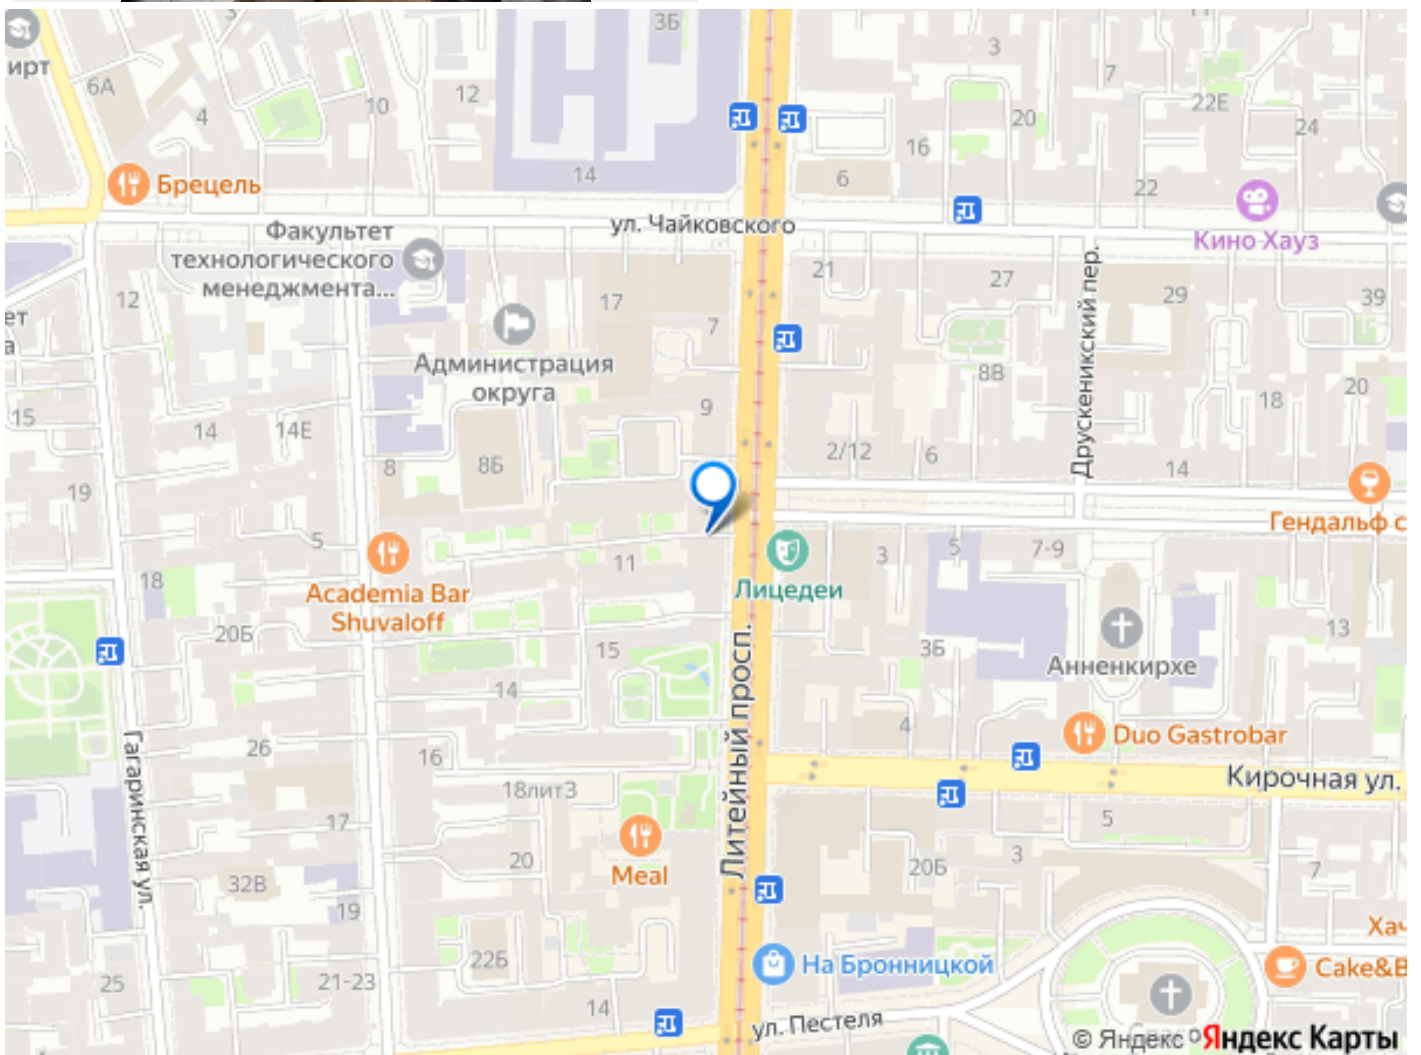 3
3Б
11
ирт
6А
4
10
12
3
7
22Е
20
24
16
14
6
22
Брецель
ул. Чайковского
Факультет
технологического
менеджмента...
Кино Хауз
21
27
29
39
12
17
7
ет
а
Администрация
округа
Друскеникский пер.
8В
20
18
9
15
14
14Е
8
8Б
2/12
6
14
19
Гендальф с
5
11
3
5
7-9
Лицедеи
18
Academia Bar
Shuvaloff
20Б
15
3Б
13
Анненкирхе
14
4
Duo Gastrobar
26
16
Гагаринская ул.
Литейный просп.
Кирочная ул.
18лит3
17
5
20
Meal
32В
20Б
3
7
19
Хач
22Б
На Бронницкой
Cake&B
25
21-23
14
ул. Пестеля
© Яндекс Яндекс Карты